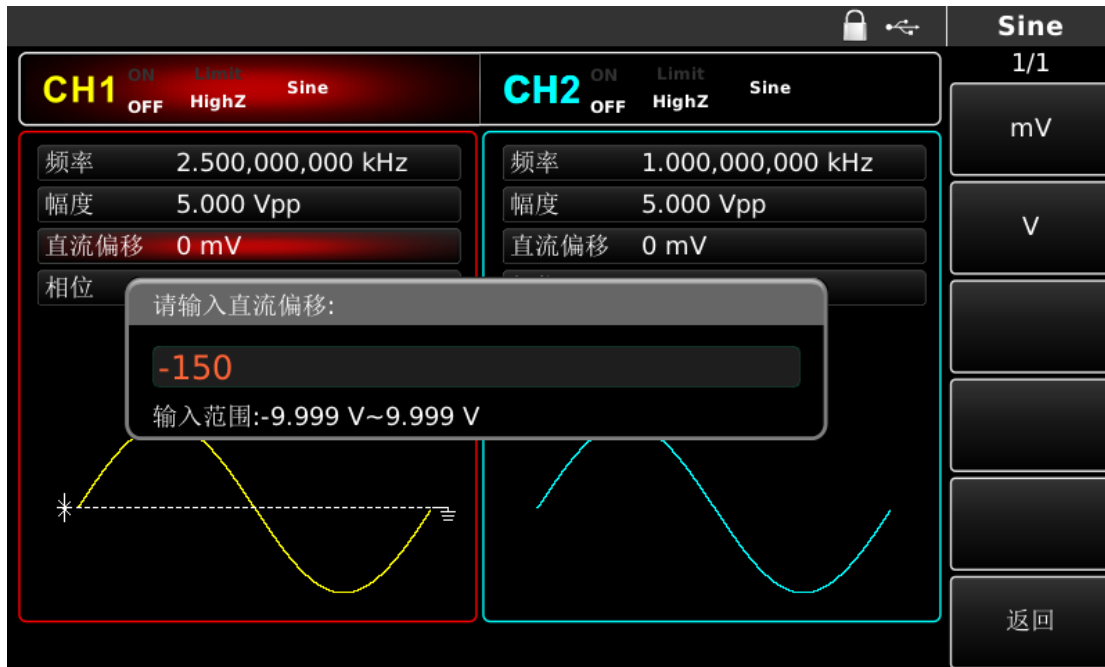 Sine
1/1
CH1 ON Limit Sine
OFF HighZ
CH2 ON Limit Sine
OFF HighZ
频率 2.500,000,000 kHz
幅度 5.000 Vpp
直流偏移 0 mV
相位
频率 1.000,000,000 kHz
幅度 5.000 Vpp
直流偏移 0 mV
请输入直流偏移:
-150
输入范围:-9.999 V~9.999 V
mV
V
返回